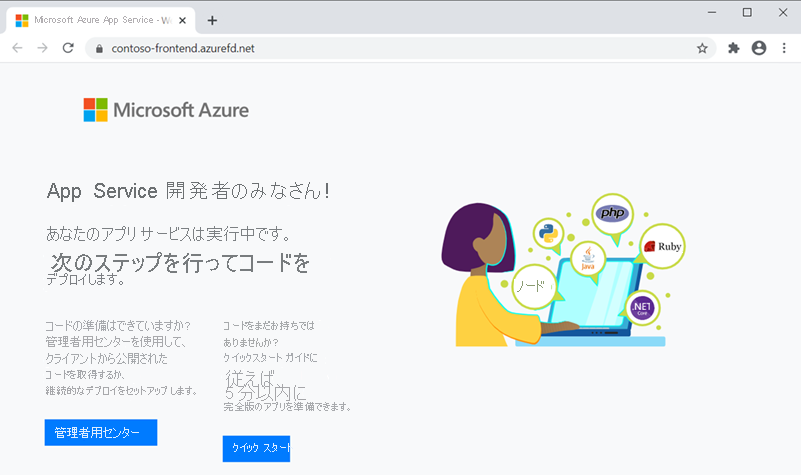 Microsoft Azure App Service - W
contoso-frontend.azurefd.net
Microsoft Azure
App Service 開発者のみなさん!
あなたのアプリ サービスは実行中です。
次のステップを行ってコードを
デプロイします。
コードの準備はできていますか?
管理者用センターを使用して、
クライアントから公開された
コードを取得するか、
継続的なデプロイをセットアップします。
管理者用センター
コードをまだお持ちでは
ありませんか?
クイックスタート ガイドに
従えば、
5 分以内に
完全版のアプリを準備できます。
クイック スタート
php
Ruby
Java
ノード
.NET
Core